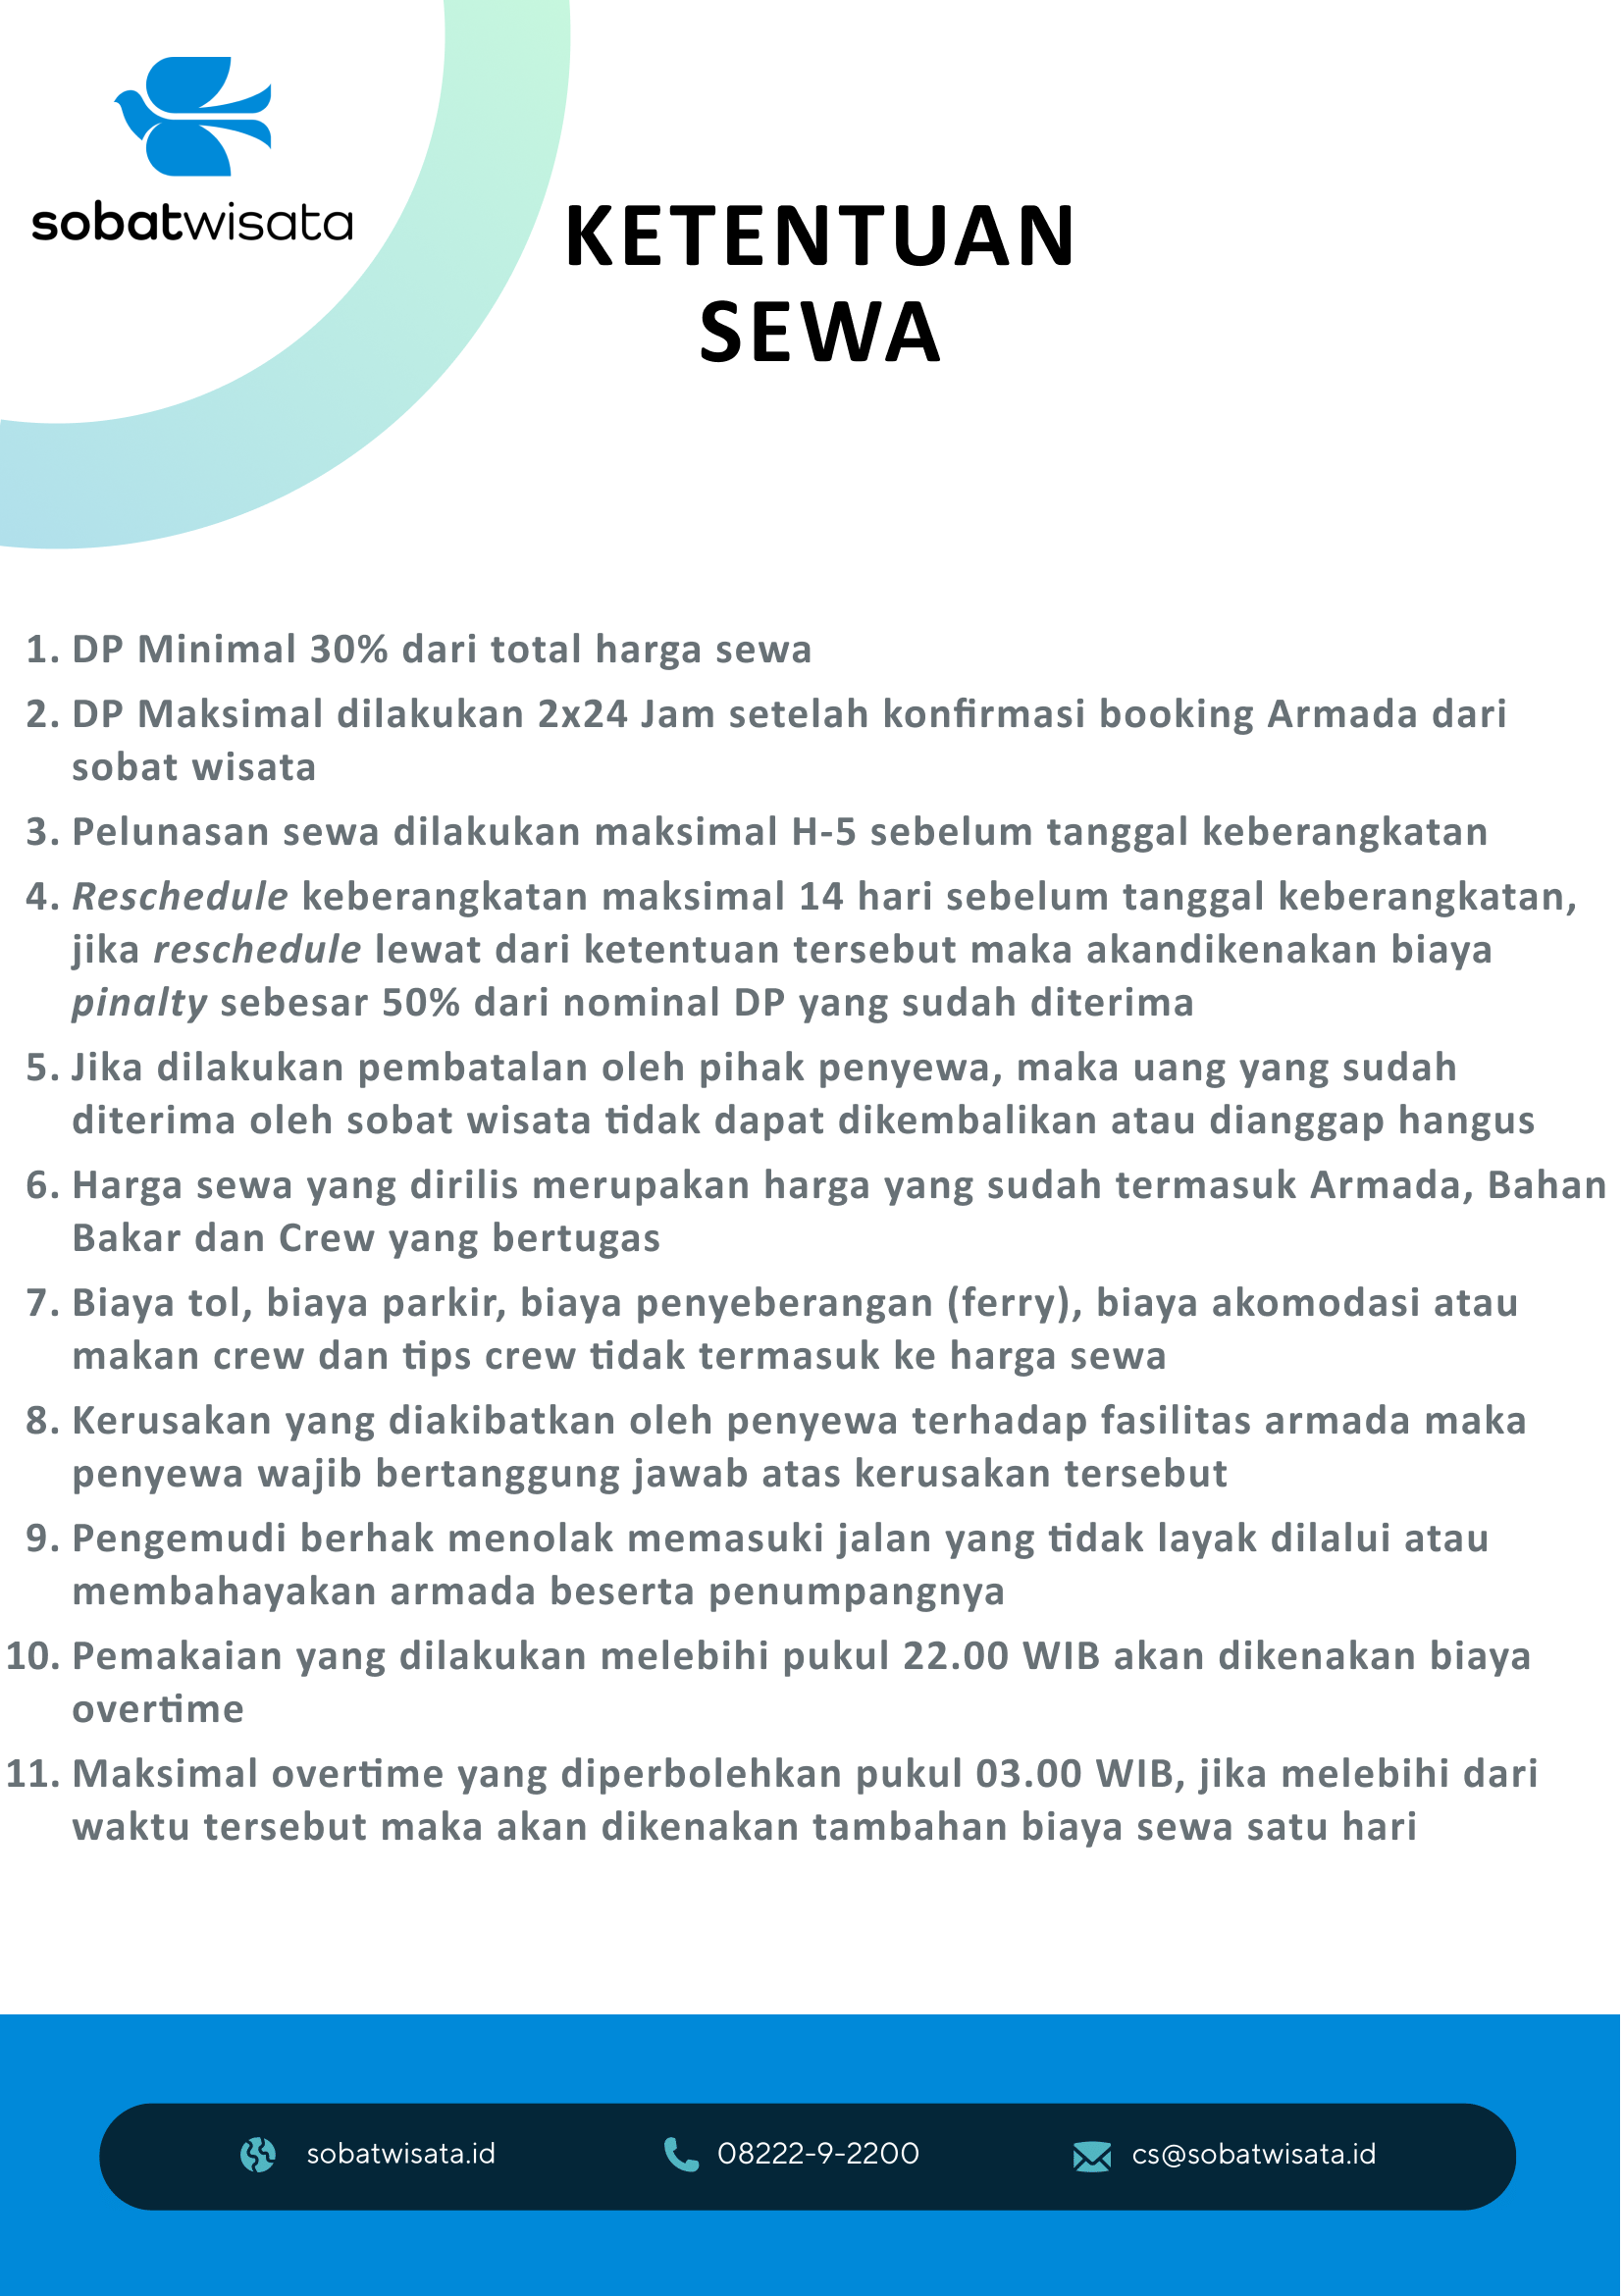 sobatwisata
KETENTUAN
SEWA
1. DP Minimal 30% dari total harga sewa
2. DP Maksimal dilakukan 2x24 Jam setelah konfirmasi booking Armada dari
sobat wisata
3. Pelunasan sewa dilakukan maksimal H-5 sebelum tanggal keberangkatan
4. Reschedule keberangkatan maksimal 14 hari sebelum tanggal keberangkatan,
jika reschedule lewat dari ketentuan tersebut maka akandikenakan biaya
pinalty sebesar 50% dari nominal DP yang sudah diterima
5. Jika dilakukan pembatalan oleh pihak penyewa, maka uang yang sudah
diterima oleh sobat wisata tidak dapat dikembalikan atau dianggap hangus
6. Harga sewa yang dirilis merupakan harga yang sudah termasuk Armada, Bahan
Bakar dan Crew yang bertugas
7. Biaya tol, biaya parkir, biaya penyeberangan (ferry), biaya akomodasi atau
makan crew dan tips crew tidak termasuk ke harga sewa
8. Kerusakan yang diakibatkan oleh penyewa terhadap fasilitas armada maka
penyewa wajib bertanggung jawab atas kerusakan tersebut
9. Pengemudi berhak menolak memasuki jalan yang tidak layak dilalui atau
membahayakan armada beserta penumpangnya
10. Pemakaian yang dilakukan melebihi pukul 22.00 WIB akan dikenakan biaya
overtime
11. Maksimal overtime yang diperbolehkan pukul 03.00 WIB, jika melebihi dari
waktu tersebut maka akan dikenakan tambahan biaya sewa satu hari
sobatwisata.id
08222-9-2200
cs@sobatwisata.id